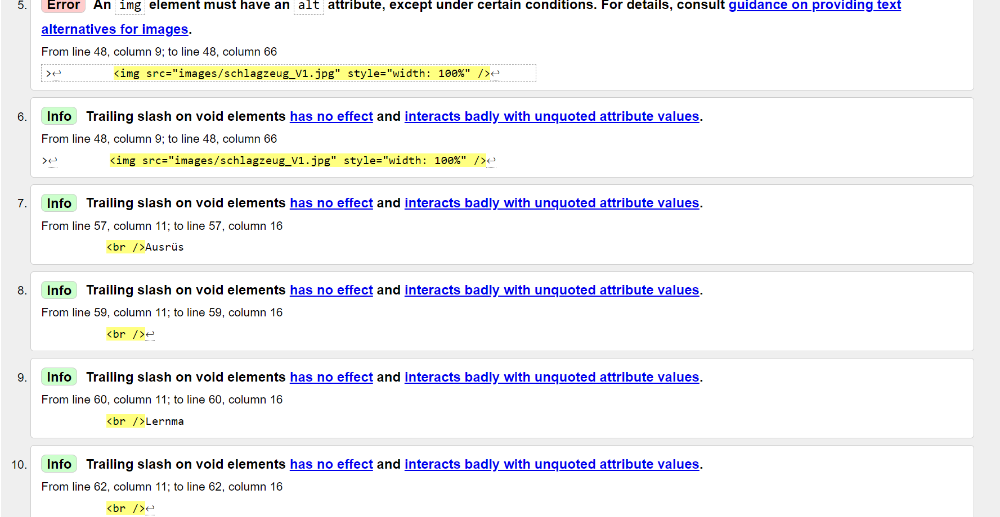 5. Error An img element must have an alt attribute, except under certain conditions. For details, consult guidance on providing text
alternatives for images.
From line 48, column 9; to line 48, column 66
>↩        <img src="images/schlagzeug_V1.jpg" style="width: 100%" />↩
6. Info Trailing slash on void elements has no effect and interacts badly with unquoted attribute values.
From line 48, column 9; to line 48, column 66
>↩        <img src="images/schlagzeug_V1.jpg" style="width: 100%" />↩
7. Info Trailing slash on void elements has no effect and interacts badly with unquoted attribute values.
From line 57, column 11; to line 57, column 16
<br />Ausrüs
8. Info Trailing slash on void elements has no effect and interacts badly with unquoted attribute values.
From line 59, column 11; to line 59, column 16
<br />↩
9. Info Trailing slash on void elements has no effect and interacts badly with unquoted attribute values.
From line 60, column 11; to line 60, column 16
<br />Lernma
10. Info Trailing slash on void elements has no effect and interacts badly with unquoted attribute values.
From line 62, column 11; to line 62, column 16
<br />↩